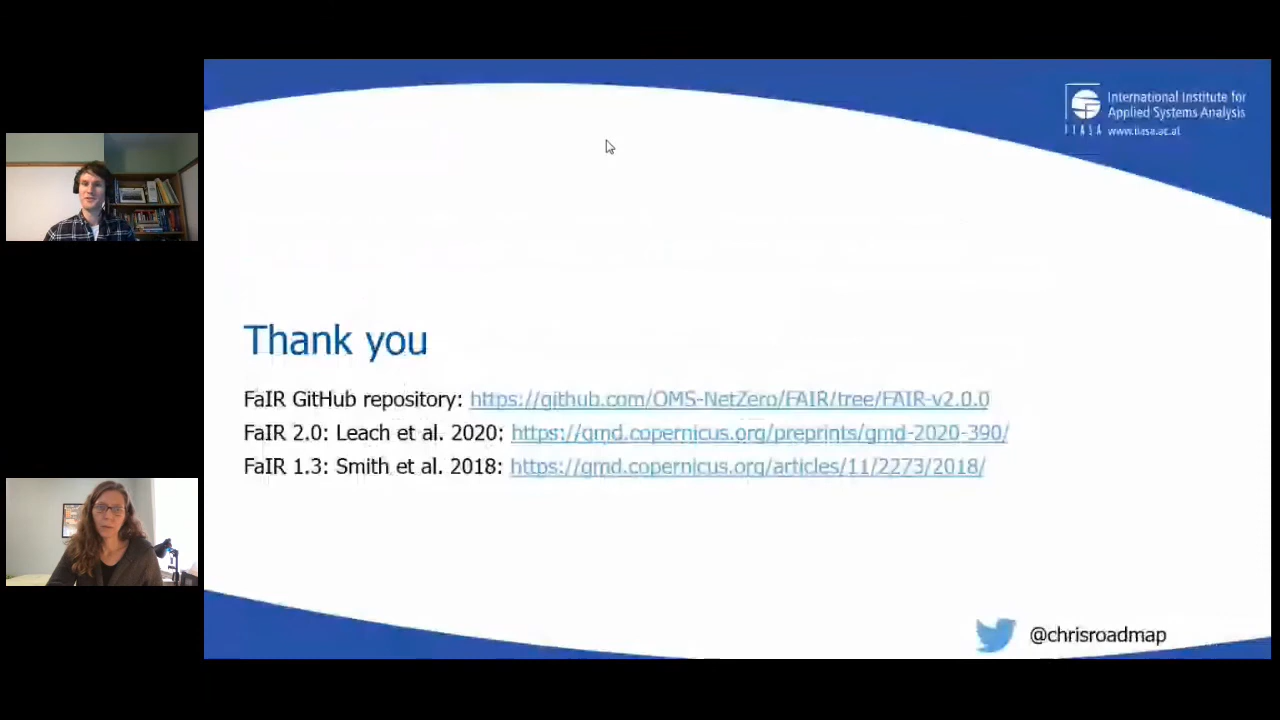 International Institute for
Applied Systems Analysis
IIASA www.iiasa.ac.at
Thank you
FaIR GitHub repository: https://github.com/OMS-NetZero/FAIR/tree/FAIR-v2.0.0
FaIR 2.0: Leach et al. 2020: https://gmd.copernicus.org/preprints/gmd-2020-390/
FaIR 1.3: Smith et al. 2018: https://gmd.copernicus.org/articles/11/2273/2018/
@chrisroadmap